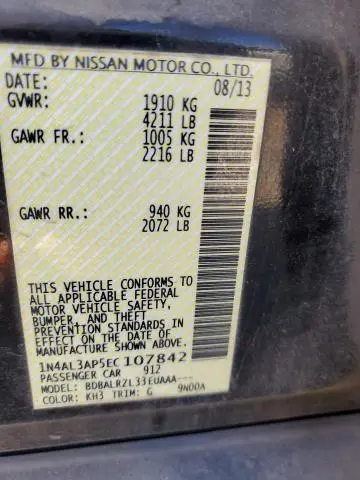 MFD BY NISSAN MOTOR CO., LTD.
DATE: 08/13
GVWR: 1910 KG
4211 LB
GAWR FR.: 1005 KG
2216 LB
GAWR RR.: 940 KG
2072 LB
THIS VEHICLE CONFORMS TO
ALL APPLICABLE FEDERAL
MOTOR VEHICLE SAFETY,
BUMPER, AND THEFT
PREVENTION STANDARDS IN
EFFECT ON THE DATE OF
MANUFACTURE SHOWN ABOVE.
1N4AL3AP5EC107842
PASSENGER CAR 912
MODEL: BDBALRZL33EUAAA---
COLOR: KH3 TRIM: G 9N00A